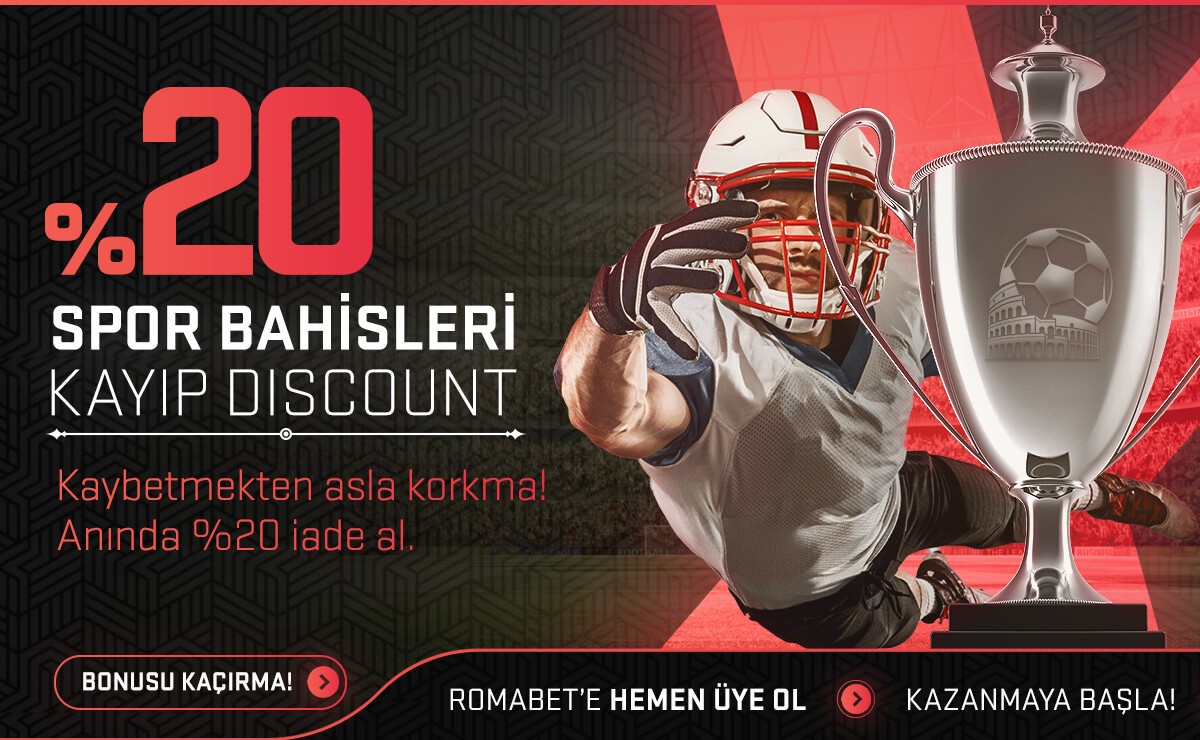 %20
SPOR BAHİSLERİ
KAYIP DISCOUNT
Kaybetmekten asla korkma!
Anında %20 iade al.
BONUSU KAÇIRMA!
ROMABET'E HEMEN ÜYE OL
KAZANMAYA BAŞLA!